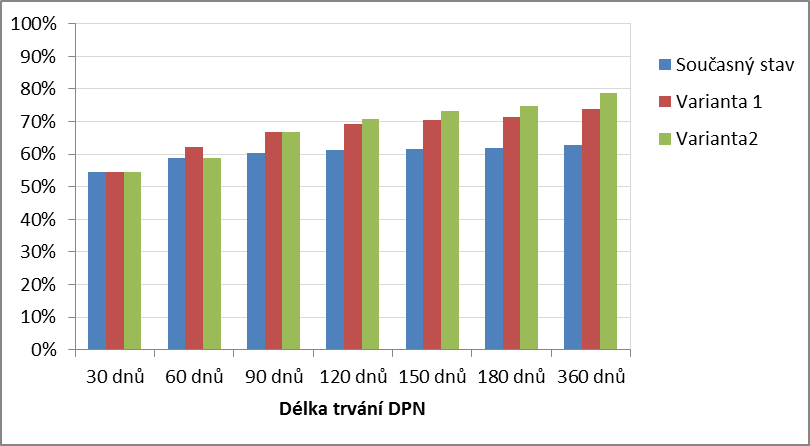 100%
90%
80%
70%
60%
50%
40%
30%
20%
10%
0%
30 dnů 60 dnů 90 dnů 120 dnů 150 dnů 180 dnů 360 dnů
Délka trvání DPN
Současný stav
Varianta 1
Varianta2